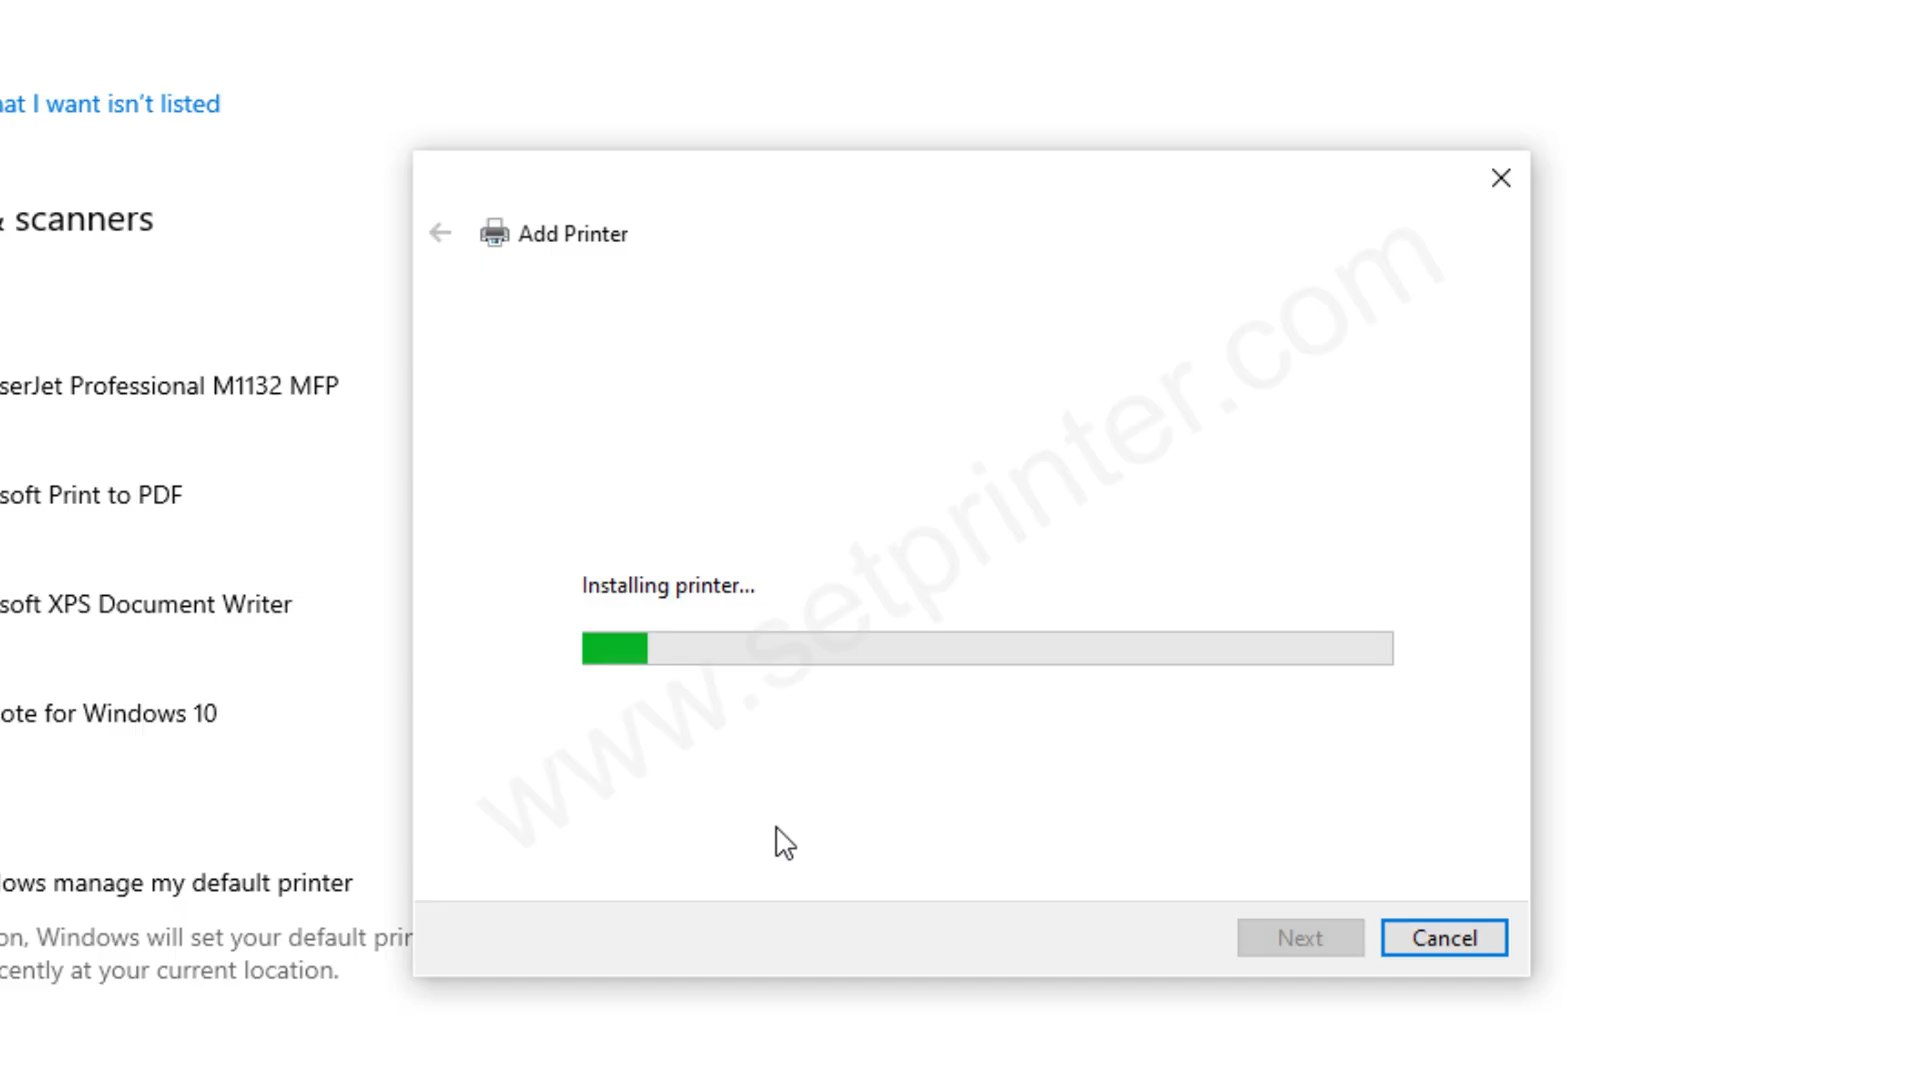 at I want isn't listed
scanners
Add Printer
serJet Professional M1132 MFP
soft Print to PDF
Installing printer...
soft XPS Document Writer
ote for Windows 10
www.setprinter.com
lows manage my default printer
on, Windows will set your default prin
cently at your current location.
Next
Cancel